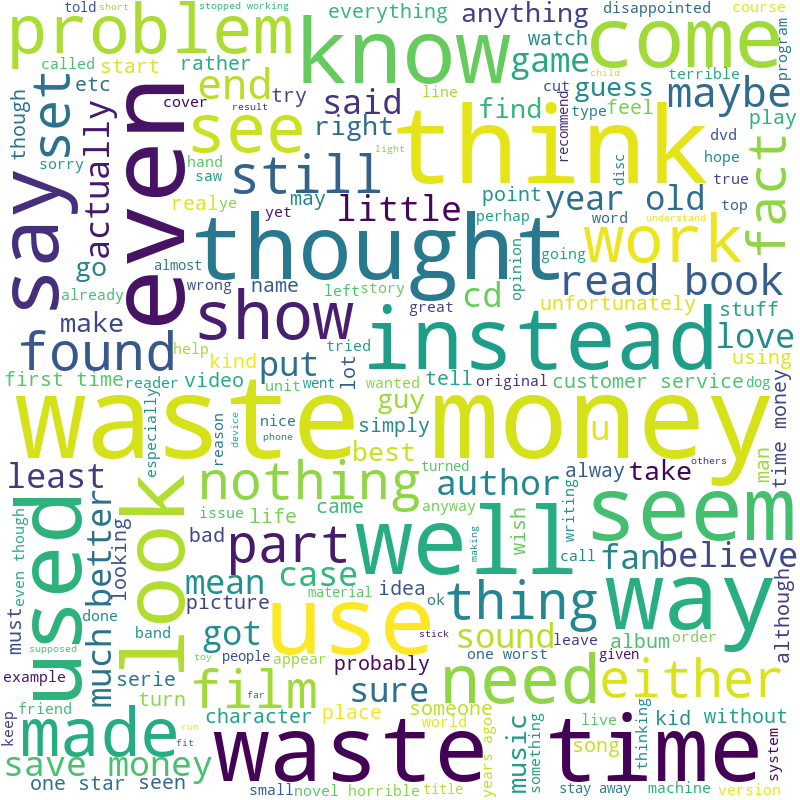 told
short
stopped working
everything
anything
disappointed
course
problem
know
come
called
start
rather
end
watch
game
program
though
set
etc
cover
try
said
line
cut
guess
terrible
maybe
actually
even
see
result
right
find
type
feel
child
recommend
dvd
play
sorry
hand
saw
still
light
think
disc
hope
true
fact
say
real
ye
may
little
point
perhap
year old
word
top
yet
understand
go
thought
opinion
going
work
almost
wrong
name
cd
read book
already
left
story
great
unfortunately
stuff
make
show
instead
love
found
help
kind
put
lot
tried
using
first time
reader
video
unit
went
wanted
tell
original
customer service
dog
waste money
especially
reason
device
nice
phone
simply
guy
best
u
man
time money
least
look
nothing
turned
author
alway
take
others
used
much better
looking
issue
life
came
anyway
wish
writing
seem
bad
part
well
making
call
fan
believe
even though
mean
case
material
idea
ok
thing
way
although
must
done
picture
band
got
use
stick
sound
leave
album
order
supposed
toy
people
appear
probably
one worst
given
example
serie
far
sure
need
either
keep
friend
turn
film
place
someone
world
years ago
music
something
live
kid
without
made
run
fit
character
waste time
song
thinking
system
save money
one star
seen
small
novel
horrible
title
stay away
machine
version